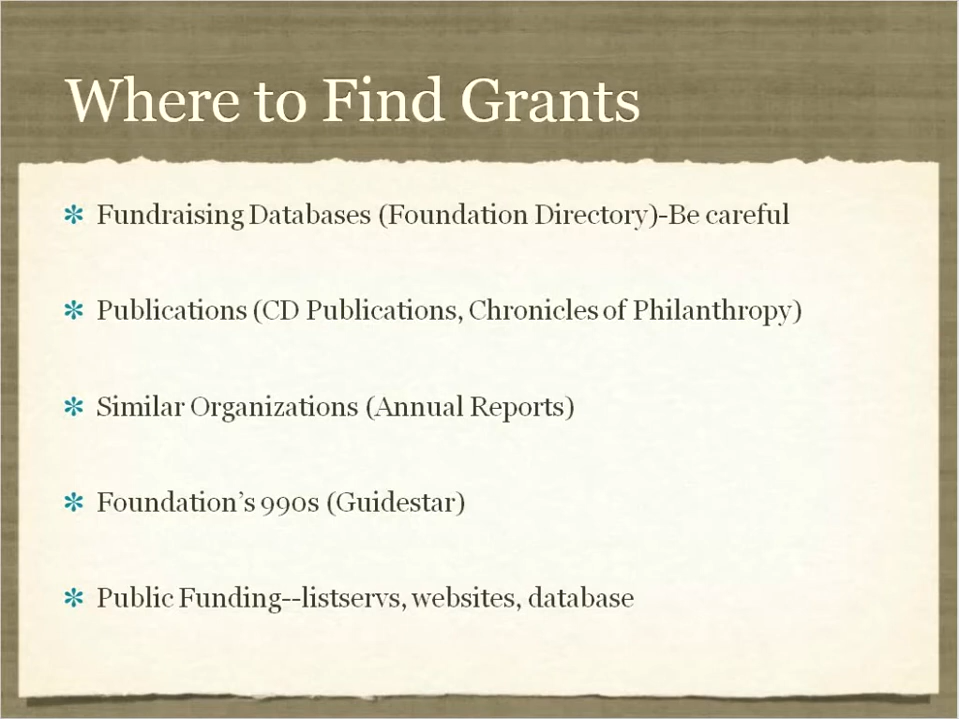 Where to Find Grants
Fundraising Databases (Foundation Directory)-Be careful
Publications (CD Publications, Chronicles of Philanthropy)
Similar Organizations (Annual Reports)
Foundation’s 990s (Guidestar)
Public Funding--listservs, websites, database